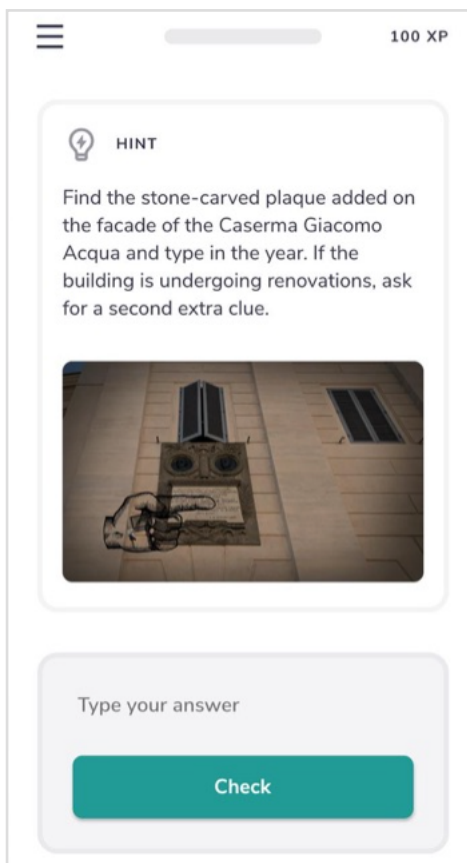 100 XP
HINT
Find the stone-carved plaque added on
the facade of the Caserma Giacomo
Acqua and type in the year. If the
building is undergoing renovations, ask
for a second extra clue.
Type your answer
Check